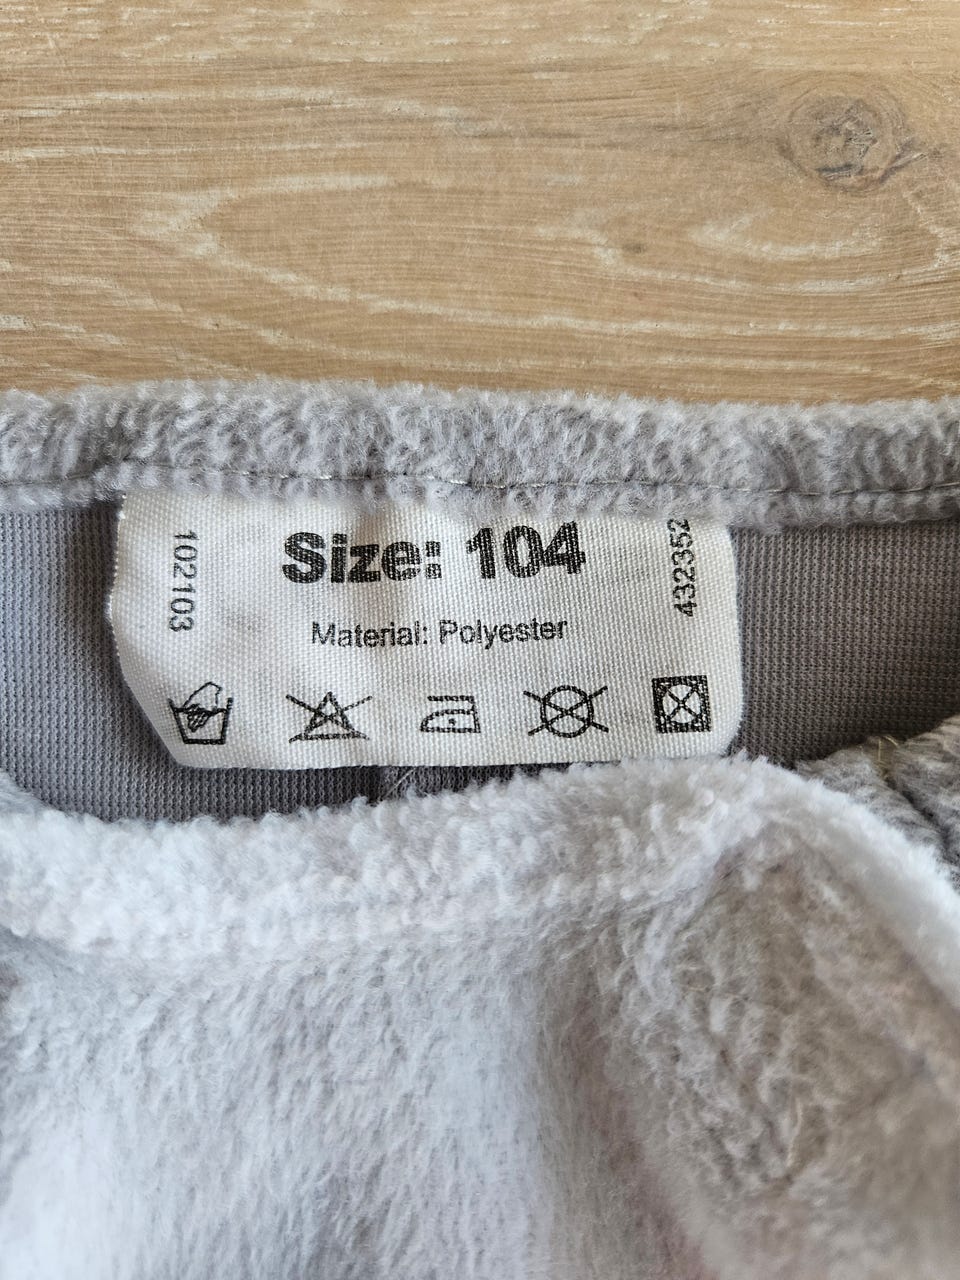 Size: 104
Material: Polyester
102103
432352